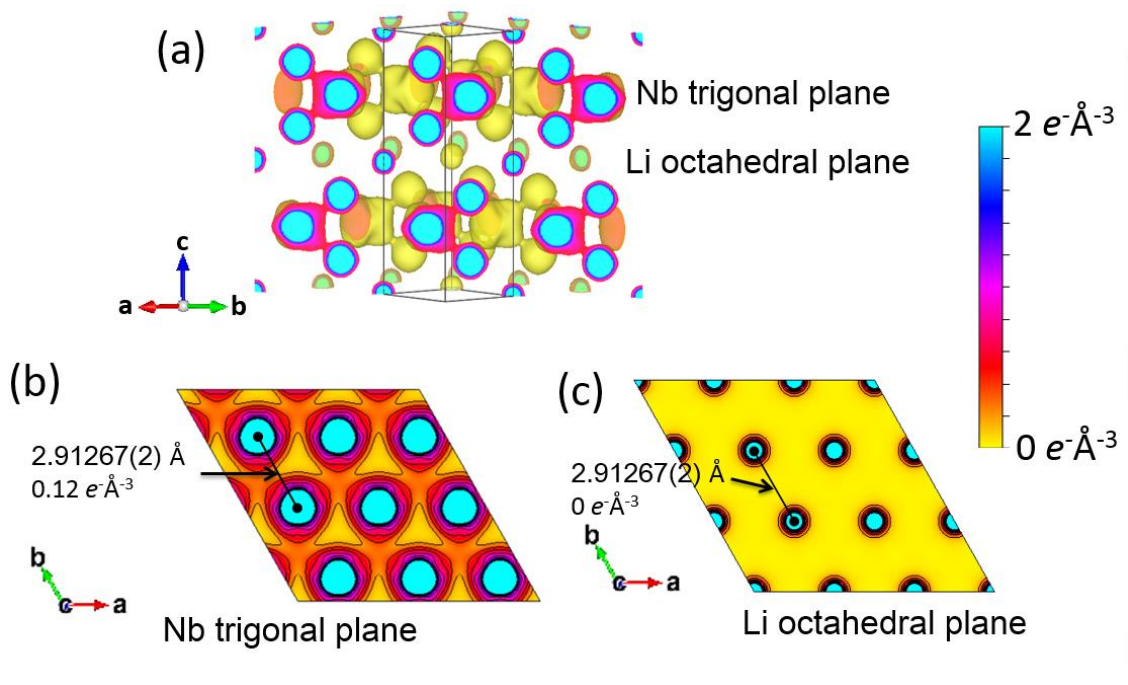 (a)
Nb trigonal plane
Li octahedral plane
2 e⁻Å⁻³
0 e⁻Å⁻³
c
a
b
(b)
2.91267(2) Å
0.12 e⁻Å⁻³
b
c
a
Nb trigonal plane
(c)
2.91267(2) Å
0 e⁻Å⁻³
b
c
a
Li octahedral plane